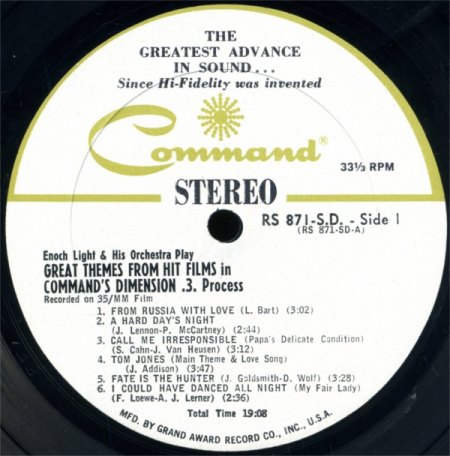 THE
GREATEST ADVANCE
IN SOUND...
Since Hi-Fidelity was invented
Command®
33⅓ RPM
STEREO
RS 871-S.D. - Side 1
(RS 871-SD-A)
Enoch Light & His Orchestra Play
GREAT THEMES FROM HIT FILMS in
COMMAND'S DIMENSION .3. Process
Recorded on 35/MM Film
1. FROM RUSSIA WITH LOVE (L. Bart) (3:02)
2. A HARD DAY'S NIGHT
(J. Lennon-P. McCartney) (2:44)
3. CALL ME IRRESPONSIBLE (Papa's Delicate Condition)
(S. Cahn-J. Van Heusen) (3:12)
4. TOM JONES (Main Theme & Love Song)
(J. Addison) (3:47)
5. FATE IS THE HUNTER (J. Goldsmith-D. Wolf) (3:28)
6. I COULD HAVE DANCED ALL NIGHT (My Fair Lady)
(F. Loewe-A. J. Lerner) (2:36)
Total Time 19:08
MFD. BY GRAND AWARD RECORD CO., INC., U.S.A.